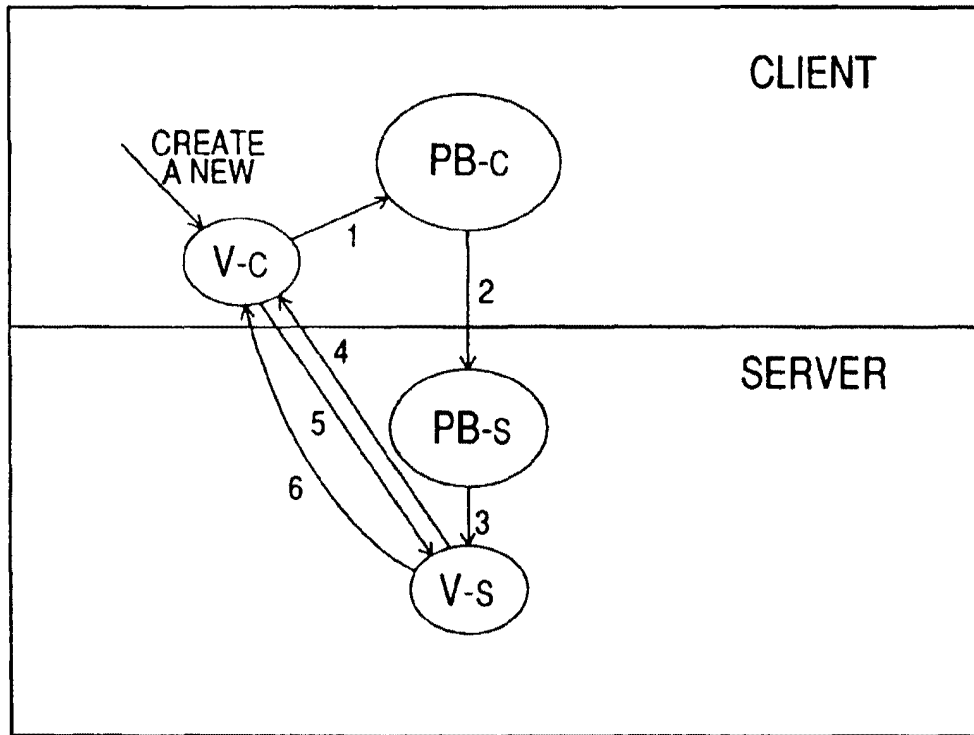 CLIENT
CREATE
A NEW
PB-C
V-C
1
2
4
SERVER
5
PB-S
6
3
V-S